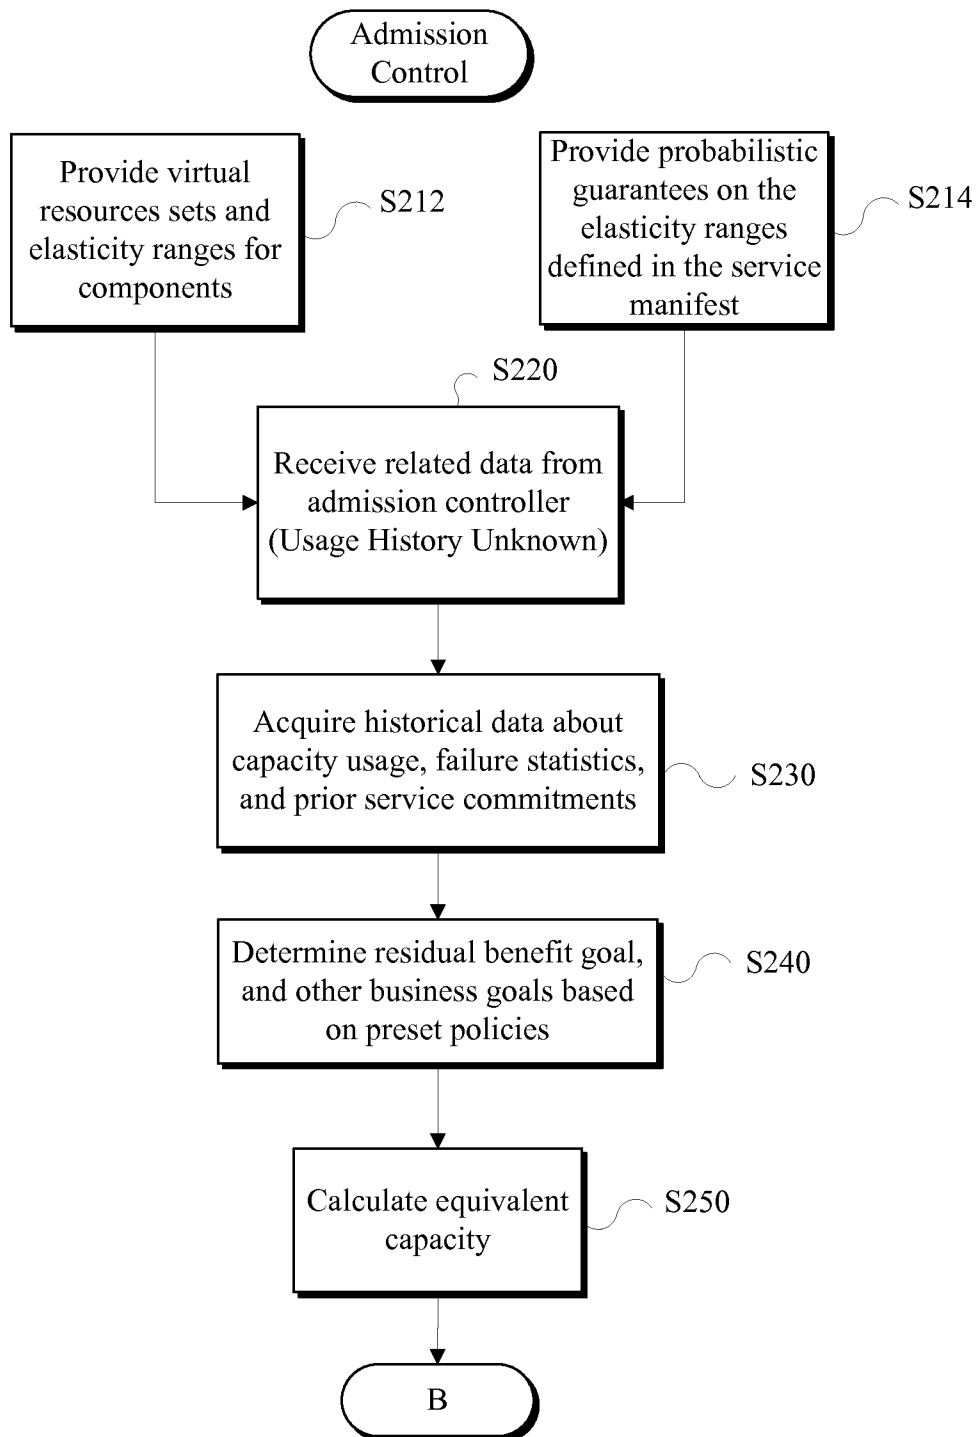 Admission
Control
Provide virtual
resources sets and
elasticity ranges for
components
S212
Provide probabilistic
guarantees on the
elasticity ranges
defined in the service
manifest
S214
S220
Receive related data from
admission controller
(Usage History Unknown)
Acquire historical data about
capacity usage, failure statistics,
and prior service commitments
S230
Determine residual benefit goal,
and other business goals based
on preset policies
S240
Calculate equivalent
capacity
S250
B